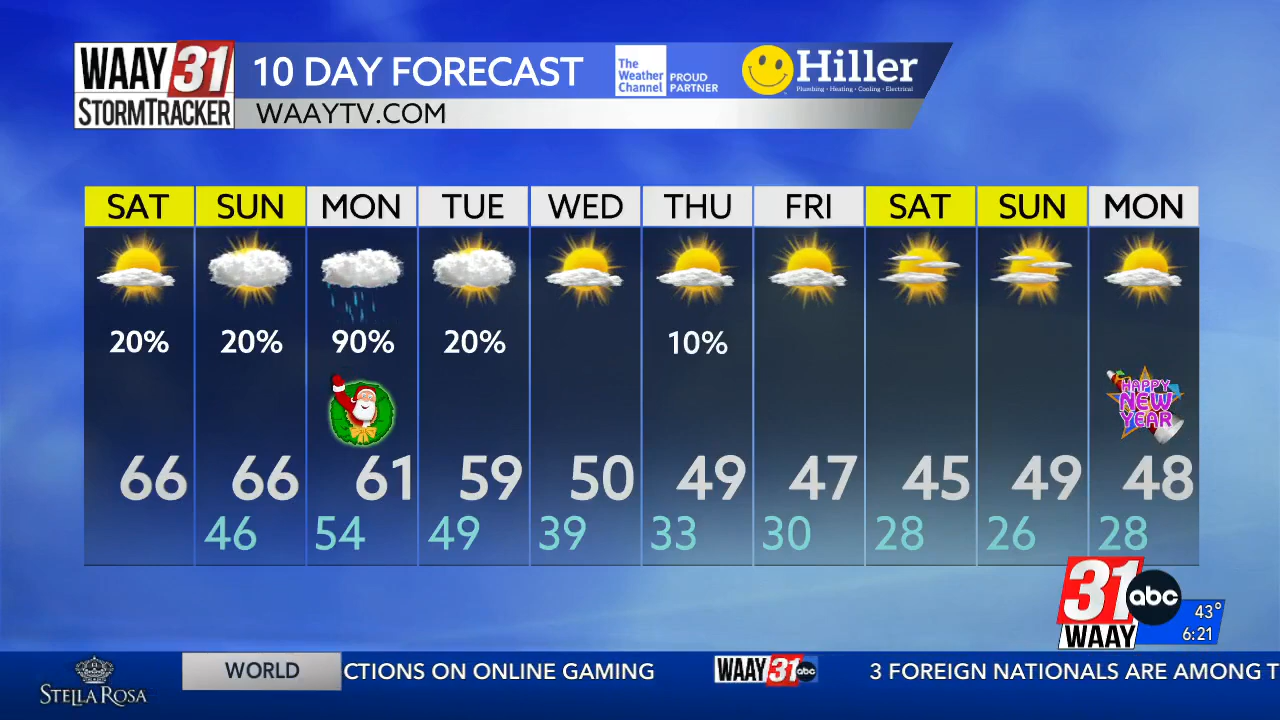 WAAY 31
STORMTRACKER
10 DAY FORECAST
The
Weather
Channel
PROUD
PARTNER
Hiller
Plumbing • Heating • Cooling • Electrical
WAAYTV.COM
SAT SUN MON TUE WED THU FRI SAT SUN MON
20% 20% 90% 20% 10%
HAPPY
NEW
YEAR
66 66 61 59 50 49 47 45 49 48
46 54 49 39 33 30 28 26 28
31 abc
WAAY
43°
6:21
STELLA ROSA
WORLD
CTIONS ON ONLINE GAMING
WAAY 31 abc
3 FOREIGN NATIONALS ARE AMONG T